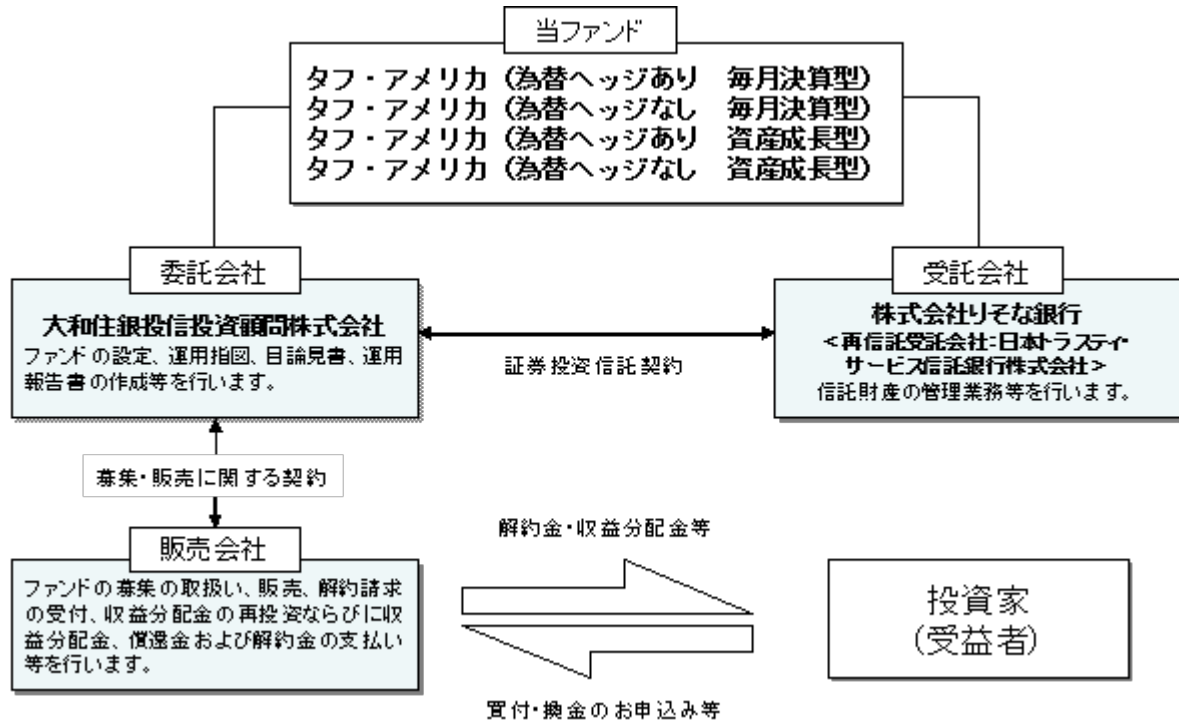 当ファンド
タフ・アメリカ（為替ヘッジあり　毎月決算型）
タフ・アメリカ（為替ヘッジなし　毎月決算型）
タフ・アメリカ（為替ヘッジあり　資産成長型）
タフ・アメリカ（為替ヘッジなし　資産成長型）
委託会社
大和住銀投信投資顧問株式会社
ファンドの設定、運用指図、目論見書、運用
報告書の作成等を行います。
証券投資信託契約
受託会社
株式会社りそな銀行
＜再信託受託会社:日本トラスティ・
サービス信託銀行株式会社＞
信託財産の管理業務等を行います。
募集・販売に関する契約
販売会社
ファンドの募集の取扱い、販売、解約請求
の受付、収益分配金の再投資ならびに収
益分配金、償還金および解約金の支払い
等を行います。
解約金・収益分配金等
買付・換金のお申込み等
投資家
（受益者）